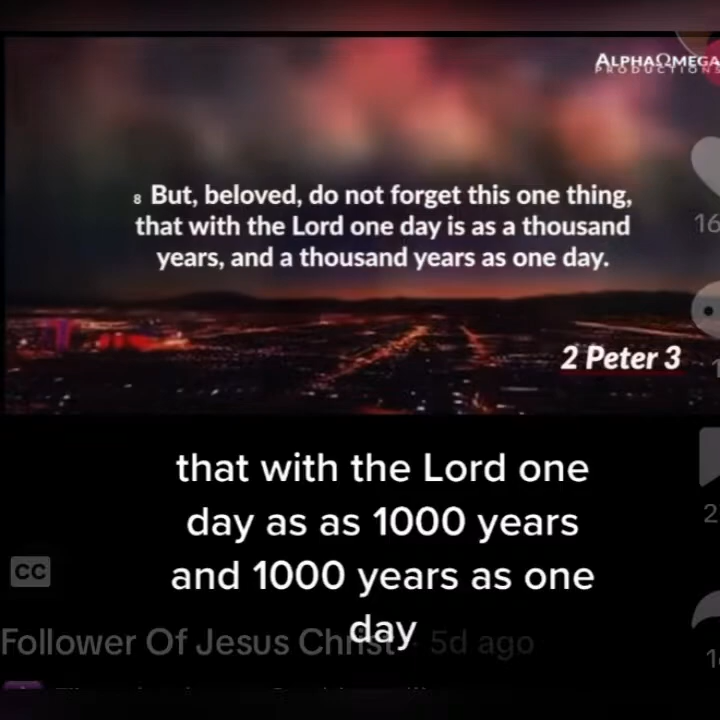 ALPHAΩMEGA
PRODUCTIONS
8 But, beloved, do not forget this one thing,
that with the Lord one day is as a thousand
years, and a thousand years as one day.
2 Peter 3
that with the Lord one
day as as 1000 years
and 1000 years as one
day
CC
Follower Of Jesus Christ · 5d ago